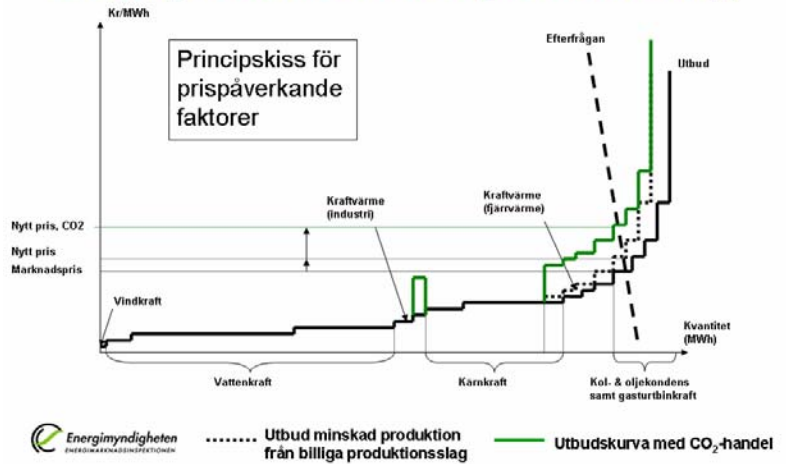 Kr/MWh
Principskiss för
prispåverkande
faktorer
Efterfrågan
Utbud
Kraftvärme
(industri)
Kraftvärme
(fjärrvärme)
Nytt pris, CO2
Nytt pris
Marknadspris
Vindkraft
Kvantitet
(MWh)
Vattenkraft
Kärnkraft
Kol- & oljekondens
samt gasturbinkraft
Energimyndigheten
ENERGIMARKNADSINSPEKTIONEN
Utbud minskad produktion
från billiga produktionsslag
Utbudskurva med CO₂-handel